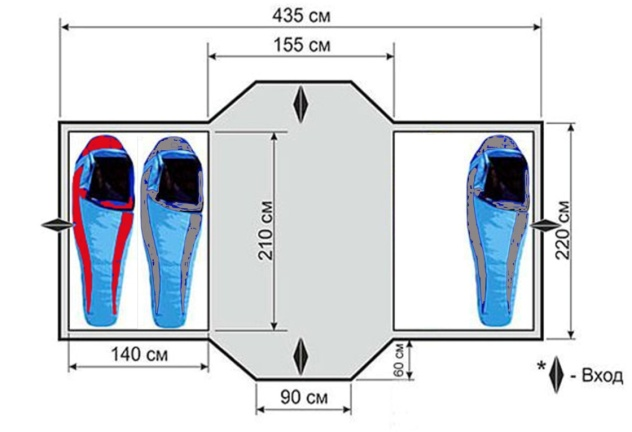 435 см
155 см
210 см
220 см
140 см
60 см
90 см
* - Вход